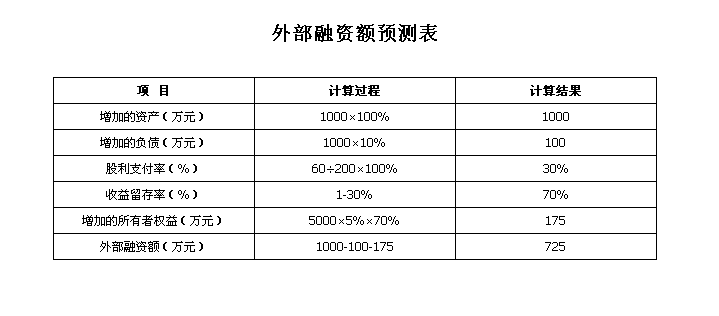 外部融资额预测表
项 目 计算过程 计算结果
增加的资产（万元） 1000×100% 1000
增加的负债（万元） 1000×10% 100
股利支付率（%） 60÷200×100% 30%
收益留存率（%） 1-30% 70%
增加的所有者权益（万元） 5000×5%×70% 175
外部融资额（万元） 1000-100-175 725